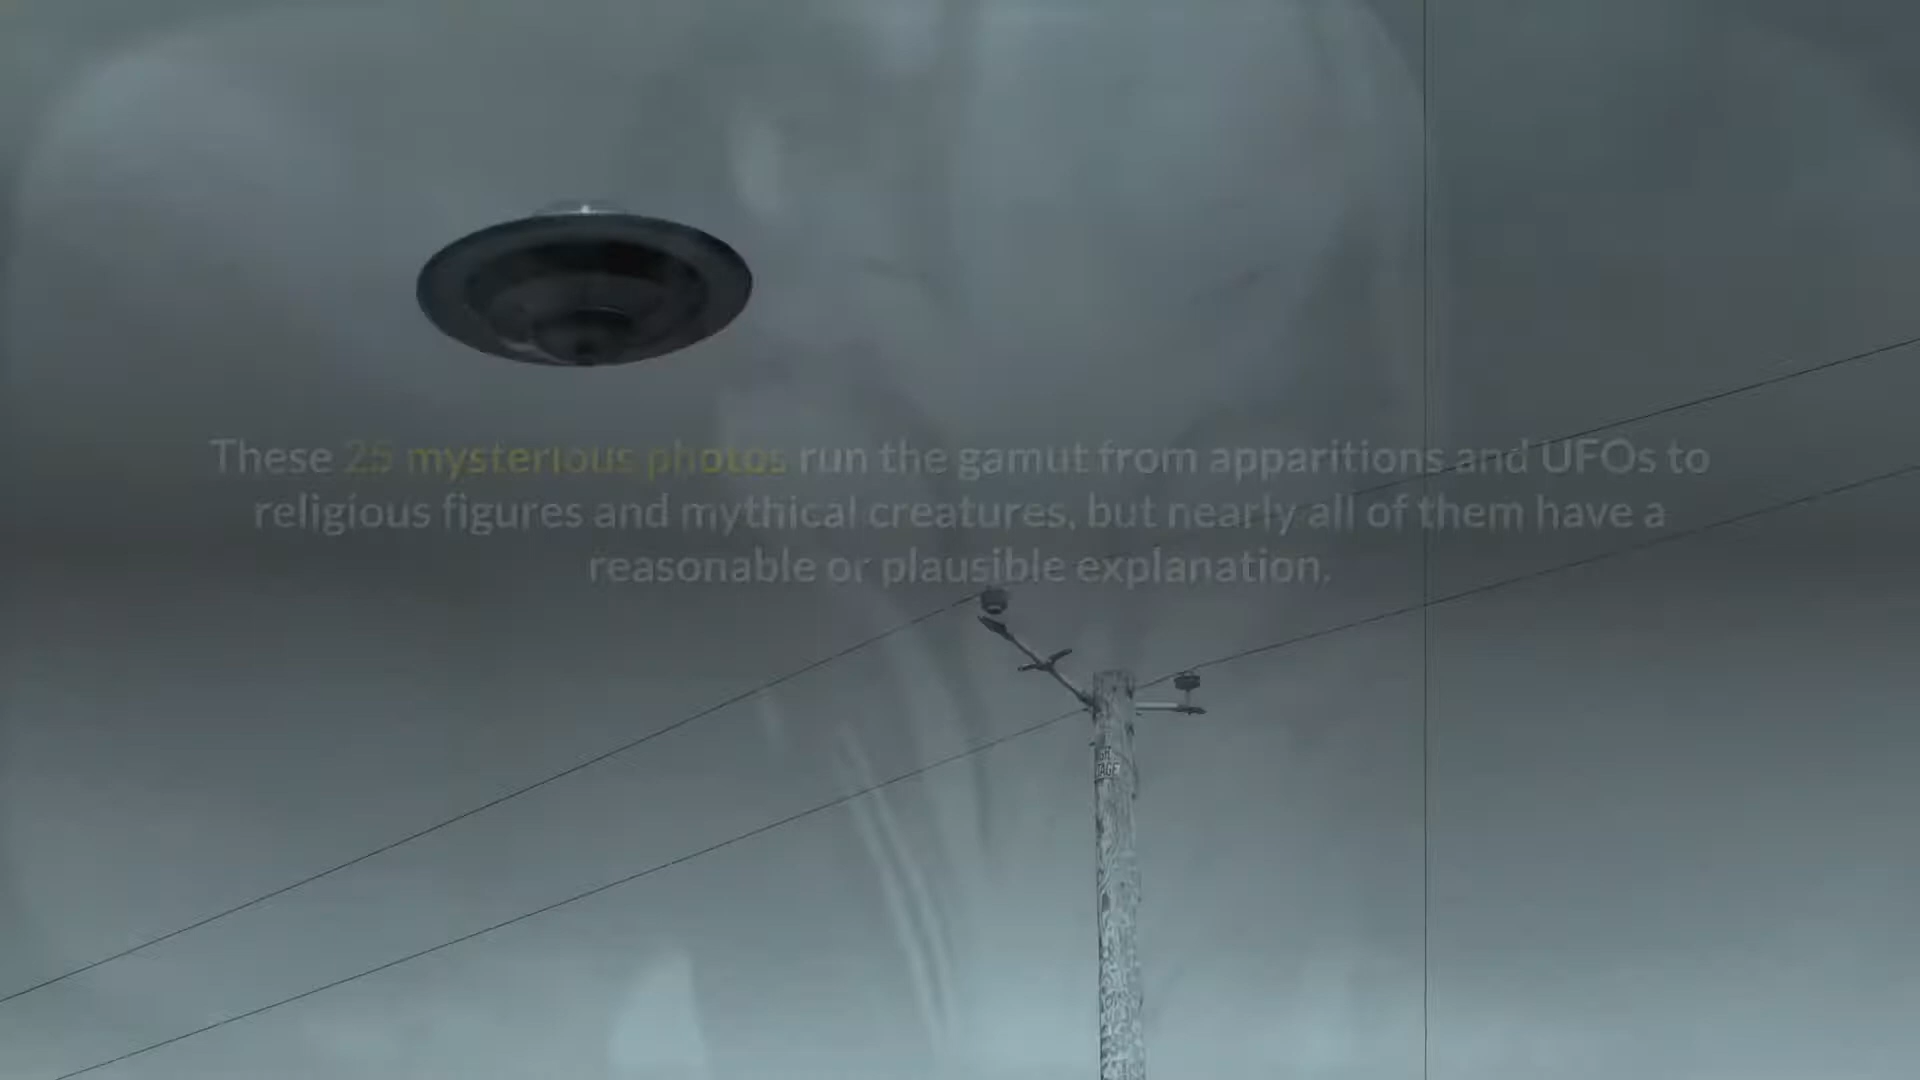 These 25 mysterious photos run the gamut from apparitions and UFOs to
religious figures and mythical creatures, but nearly all of them have a
reasonable or plausible explanation.